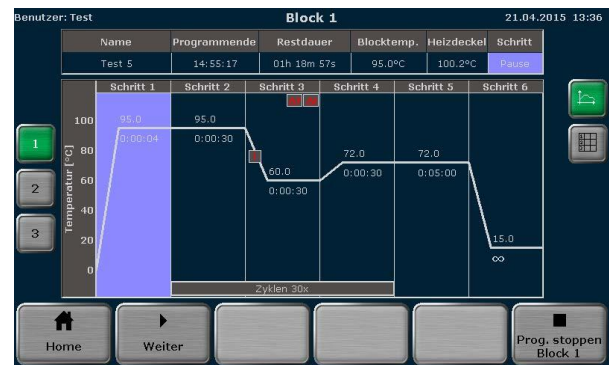 Benutzer: Test Block 1 21.04.2015 13:36
Name Programmende Restdauer Blocktemp. Heizdeckel Schritt
Test 5 14:55:17 01h 18m 57s 95.0°C 100.2°C Pause
Schritt 1 Schritt 2 Schritt 3 Schritt 4 Schritt 5 Schritt 6
Temperatur [°C]
100
80
60
40
20
0
95.0 95.0
0:00:04 0:00:30
60.0
0:00:30
72.0 72.0
0:00:30 0:05:00
15.0
∞
Zyklen 30x
1
2
3
Home Weiter Prog. stoppen
Block 1